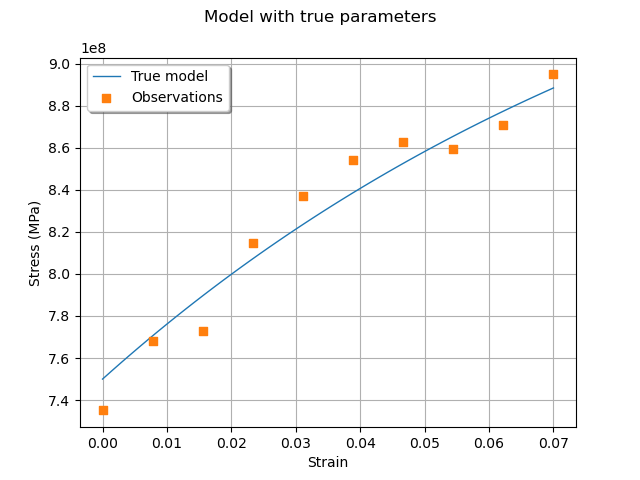 Model with true parameters
1e8
True model
Observations
9.0
8.8
8.6
8.4
8.2
8.0
7.8
7.6
7.4
Stress (MPa)
0.00 0.01 0.02 0.03 0.04 0.05 0.06 0.07
Strain